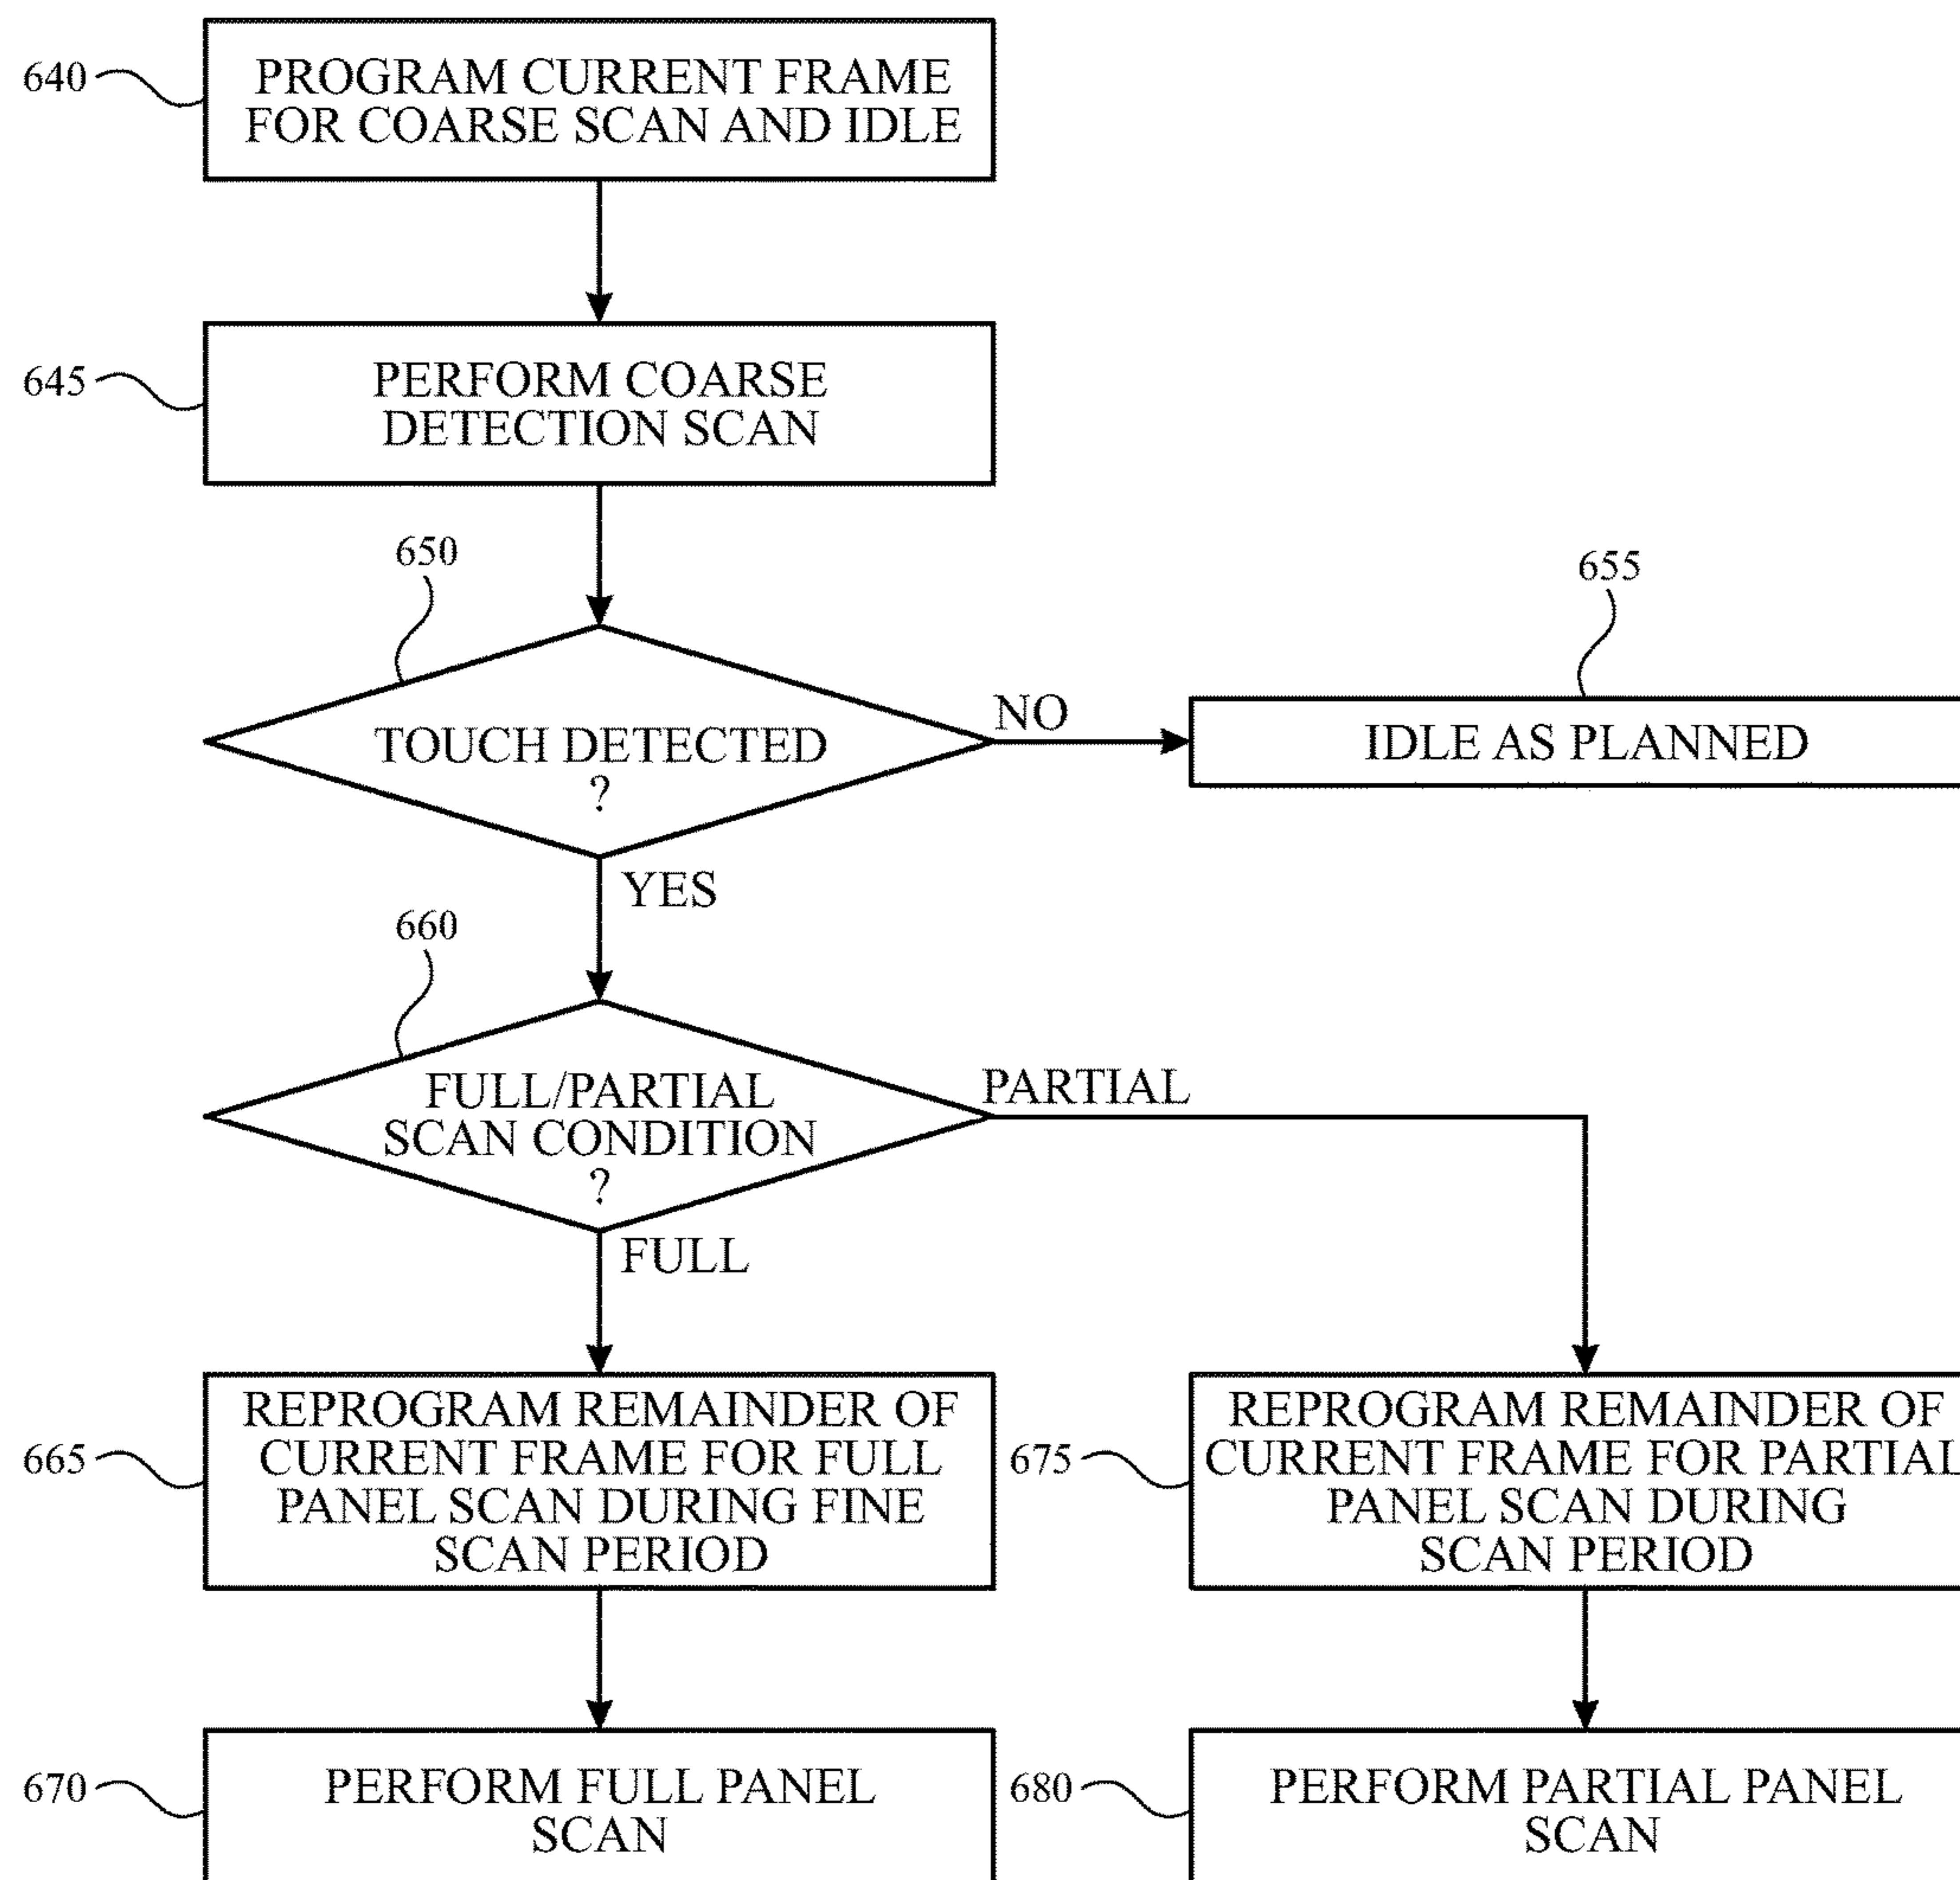 640
PROGRAM CURRENT FRAME
FOR COARSE SCAN AND IDLE
645
PERFORM COARSE
DETECTION SCAN
650
TOUCH DETECTED
?
NO
655
IDLE AS PLANNED
YES
660
FULL/PARTIAL
SCAN CONDITION
?
PARTIAL
FULL
665
REPROGRAM REMAINDER OF
CURRENT FRAME FOR FULL
PANEL SCAN DURING FINE
SCAN PERIOD
675
REPROGRAM REMAINDER OF
CURRENT FRAME FOR PARTIAL
PANEL SCAN DURING
SCAN PERIOD
670
PERFORM FULL PANEL
SCAN
680
PERFORM PARTIAL PANEL
SCAN